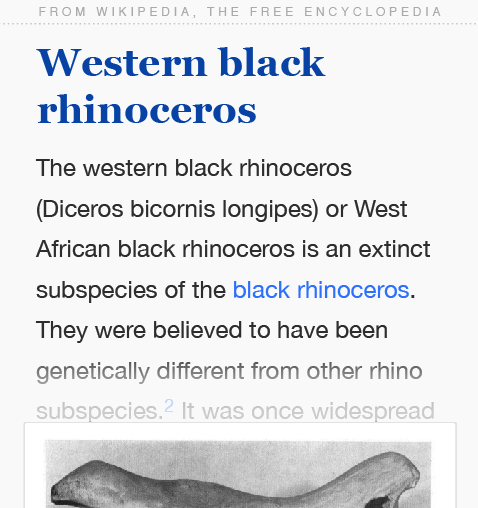 FROM WIKIPEDIA, THE FREE ENCYCLOPEDIA
Western black
rhinoceros
The western black rhinoceros
(Diceros bicornis longipes) or West
African black rhinoceros is an extinct
subspecies of the black rhinoceros.
They were believed to have been
genetically different from other rhino
subspecies.2 It was once widespread